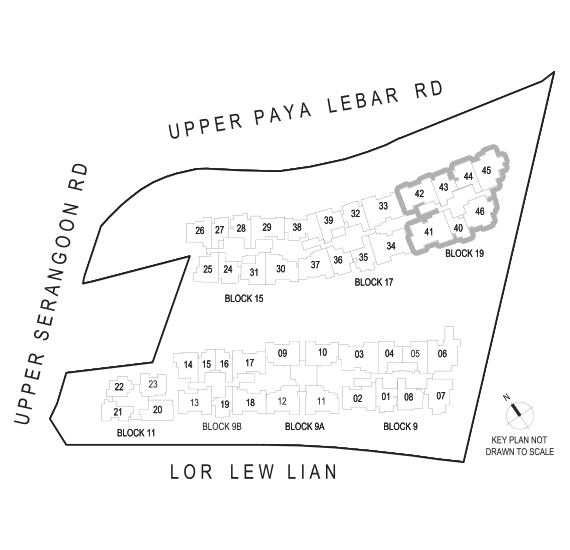 UPPER PAYA LEBAR RD
UPPER SERANGOON RD
26 27 28 29 38 39 32 33 42 43 44 45
25 24 31 30 37 36 35 34 41 40 46
BLOCK 15
BLOCK 17
BLOCK 19
14 15 16 17 09 10 03 04 05 06
22 23
13 19 18 12 11 02 01 08 07
21 20
BLOCK 11
BLOCK 9B
BLOCK 9A
BLOCK 9
N
KEY PLAN NOT
DRAWN TO SCALE
LOR LEW LIAN